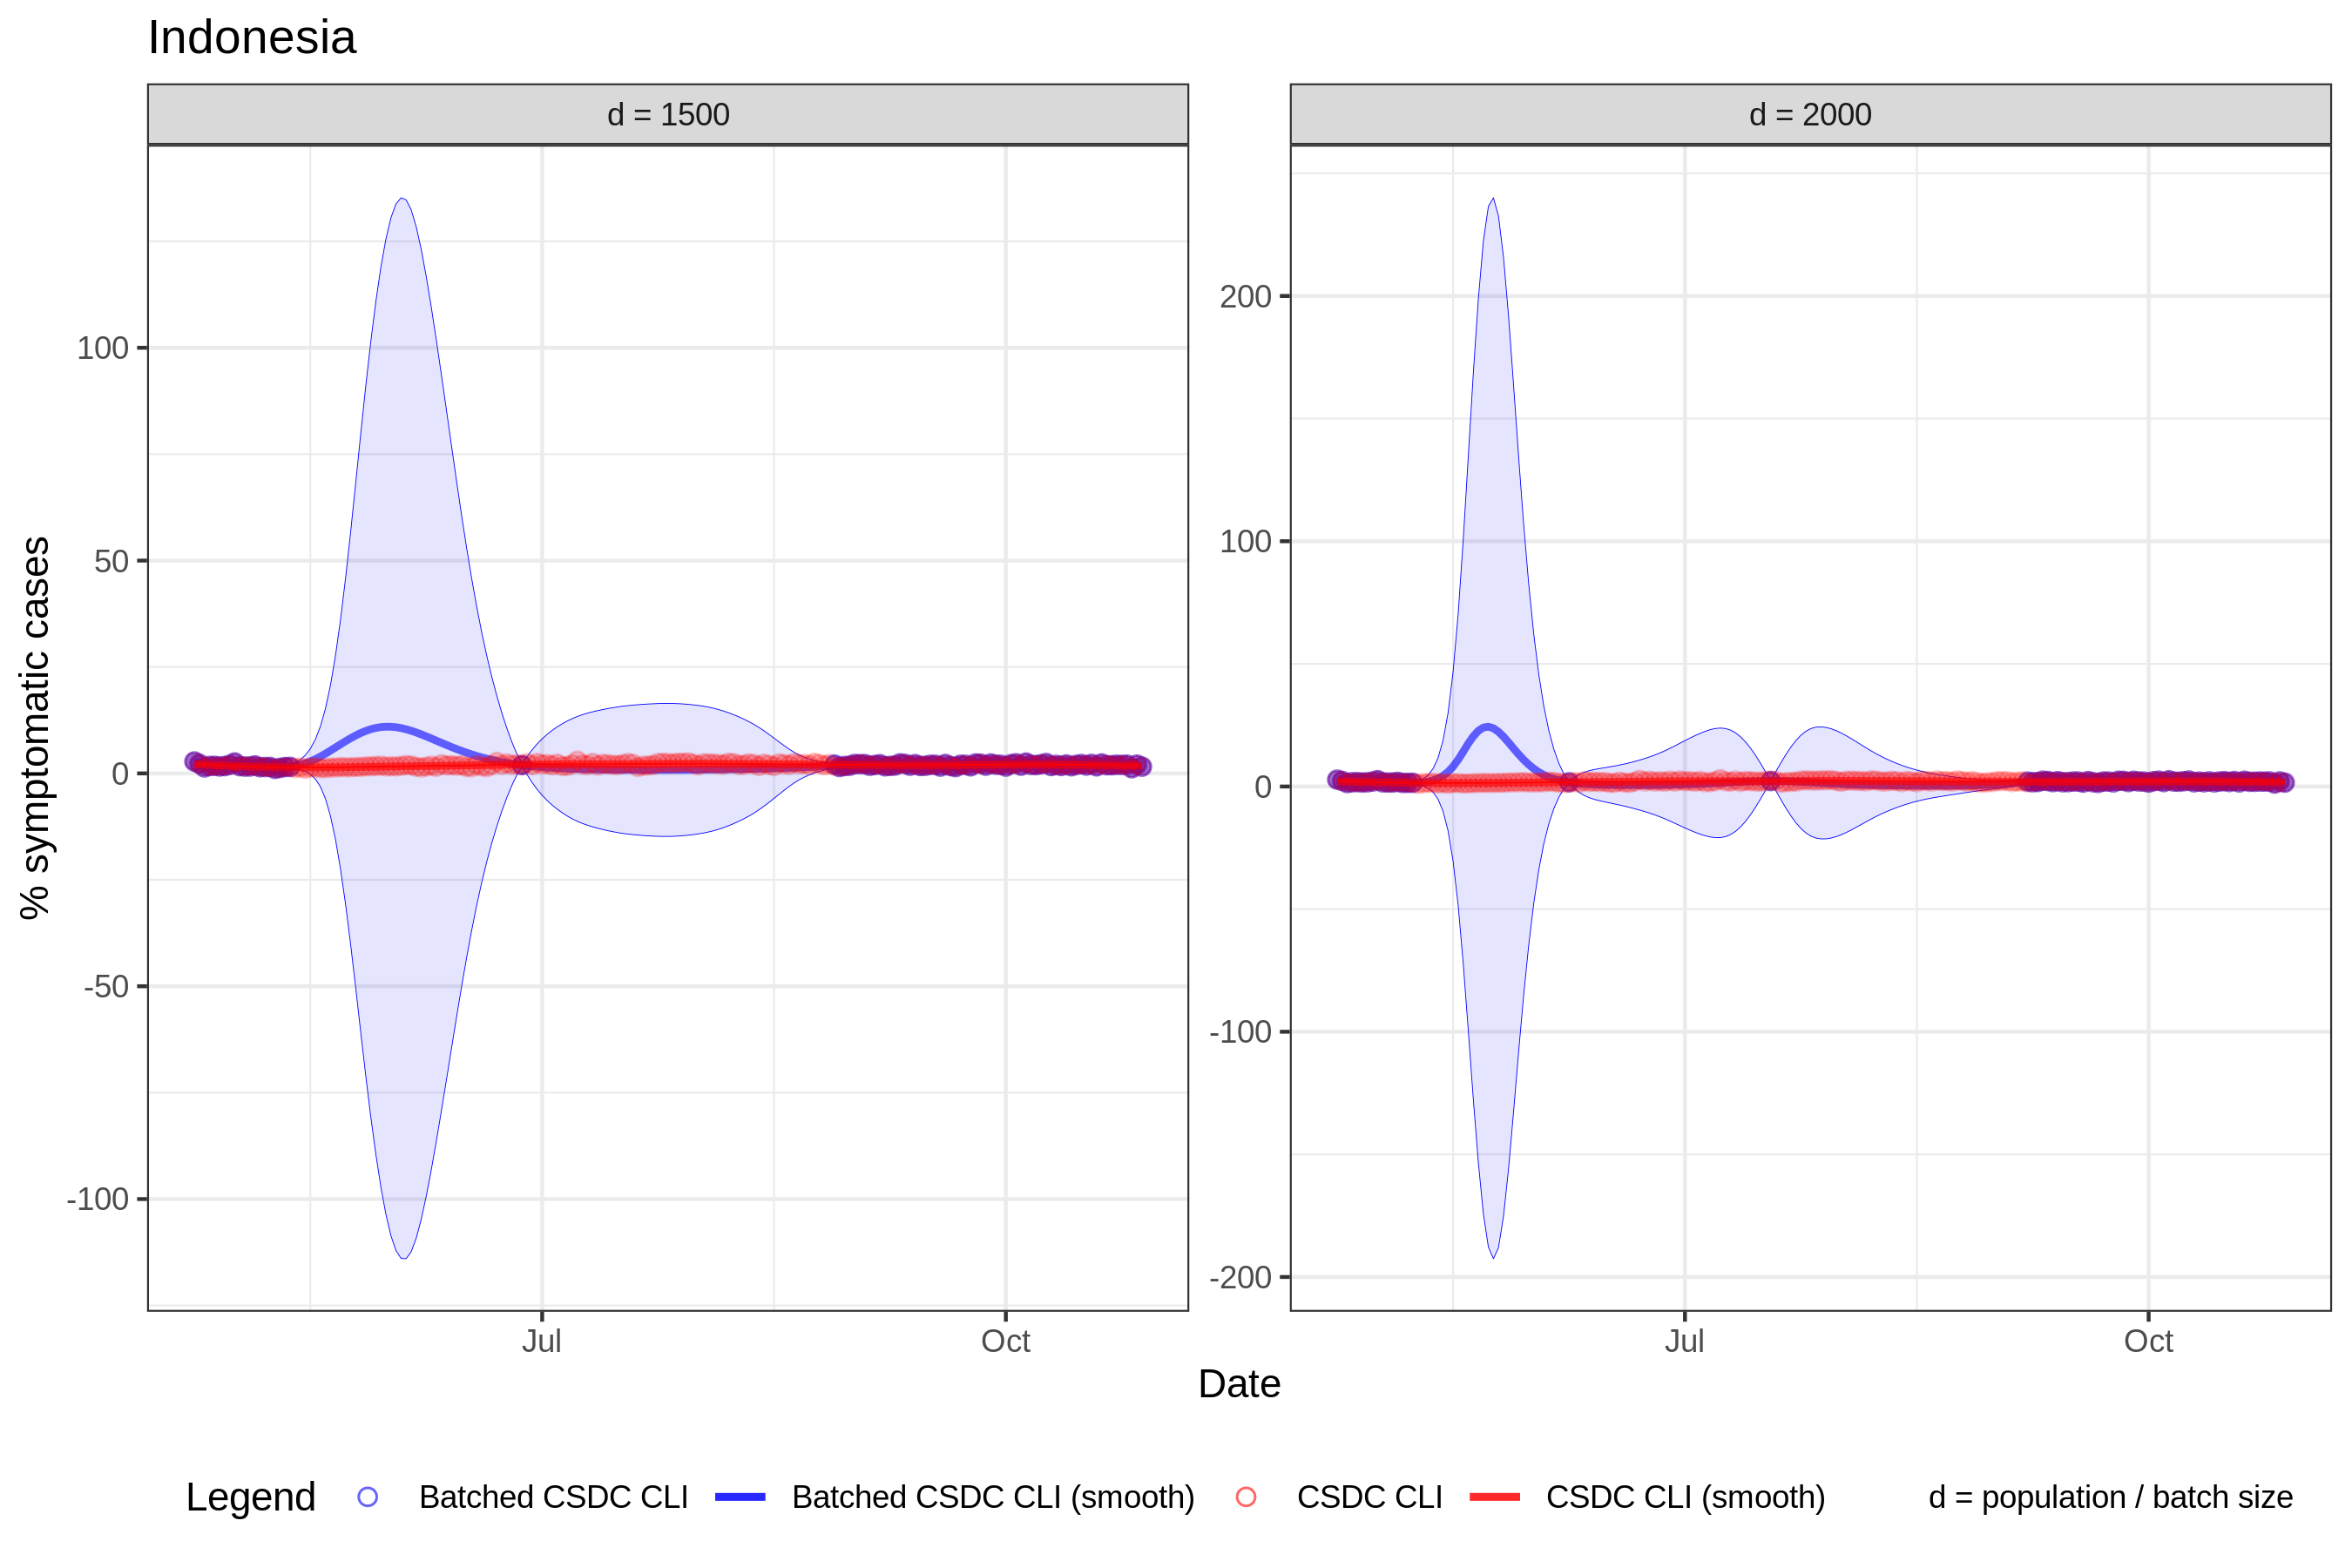 Indonesia
d = 1500
d = 2000
% symptomatic cases
100
50
0
-50
-100
200
100
0
-100
-200
Jul
Oct
Jul
Oct
Date
Legend
Batched CSDC CLI
Batched CSDC CLI (smooth)
CSDC CLI
CSDC CLI (smooth)
d = population / batch size